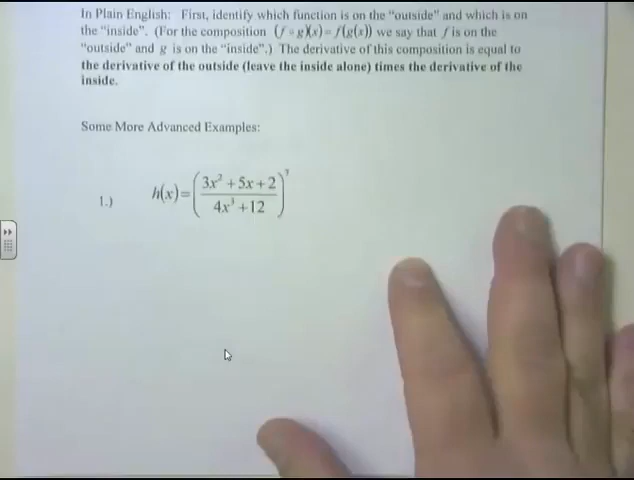 In Plain English: First, identify which function is on the "outside" and which is on
the "inside". (For the composition (f ∘ g)(x) = f(g(x)) we say that f is on the
"outside" and g is on the "inside".) The derivative of this composition is equal to
the derivative of the outside (leave the inside alone) times the derivative of the
inside.
Some More Advanced Examples:
1.) h(x) = ( (3x² + 5x + 2) / (4x³ + 12) )